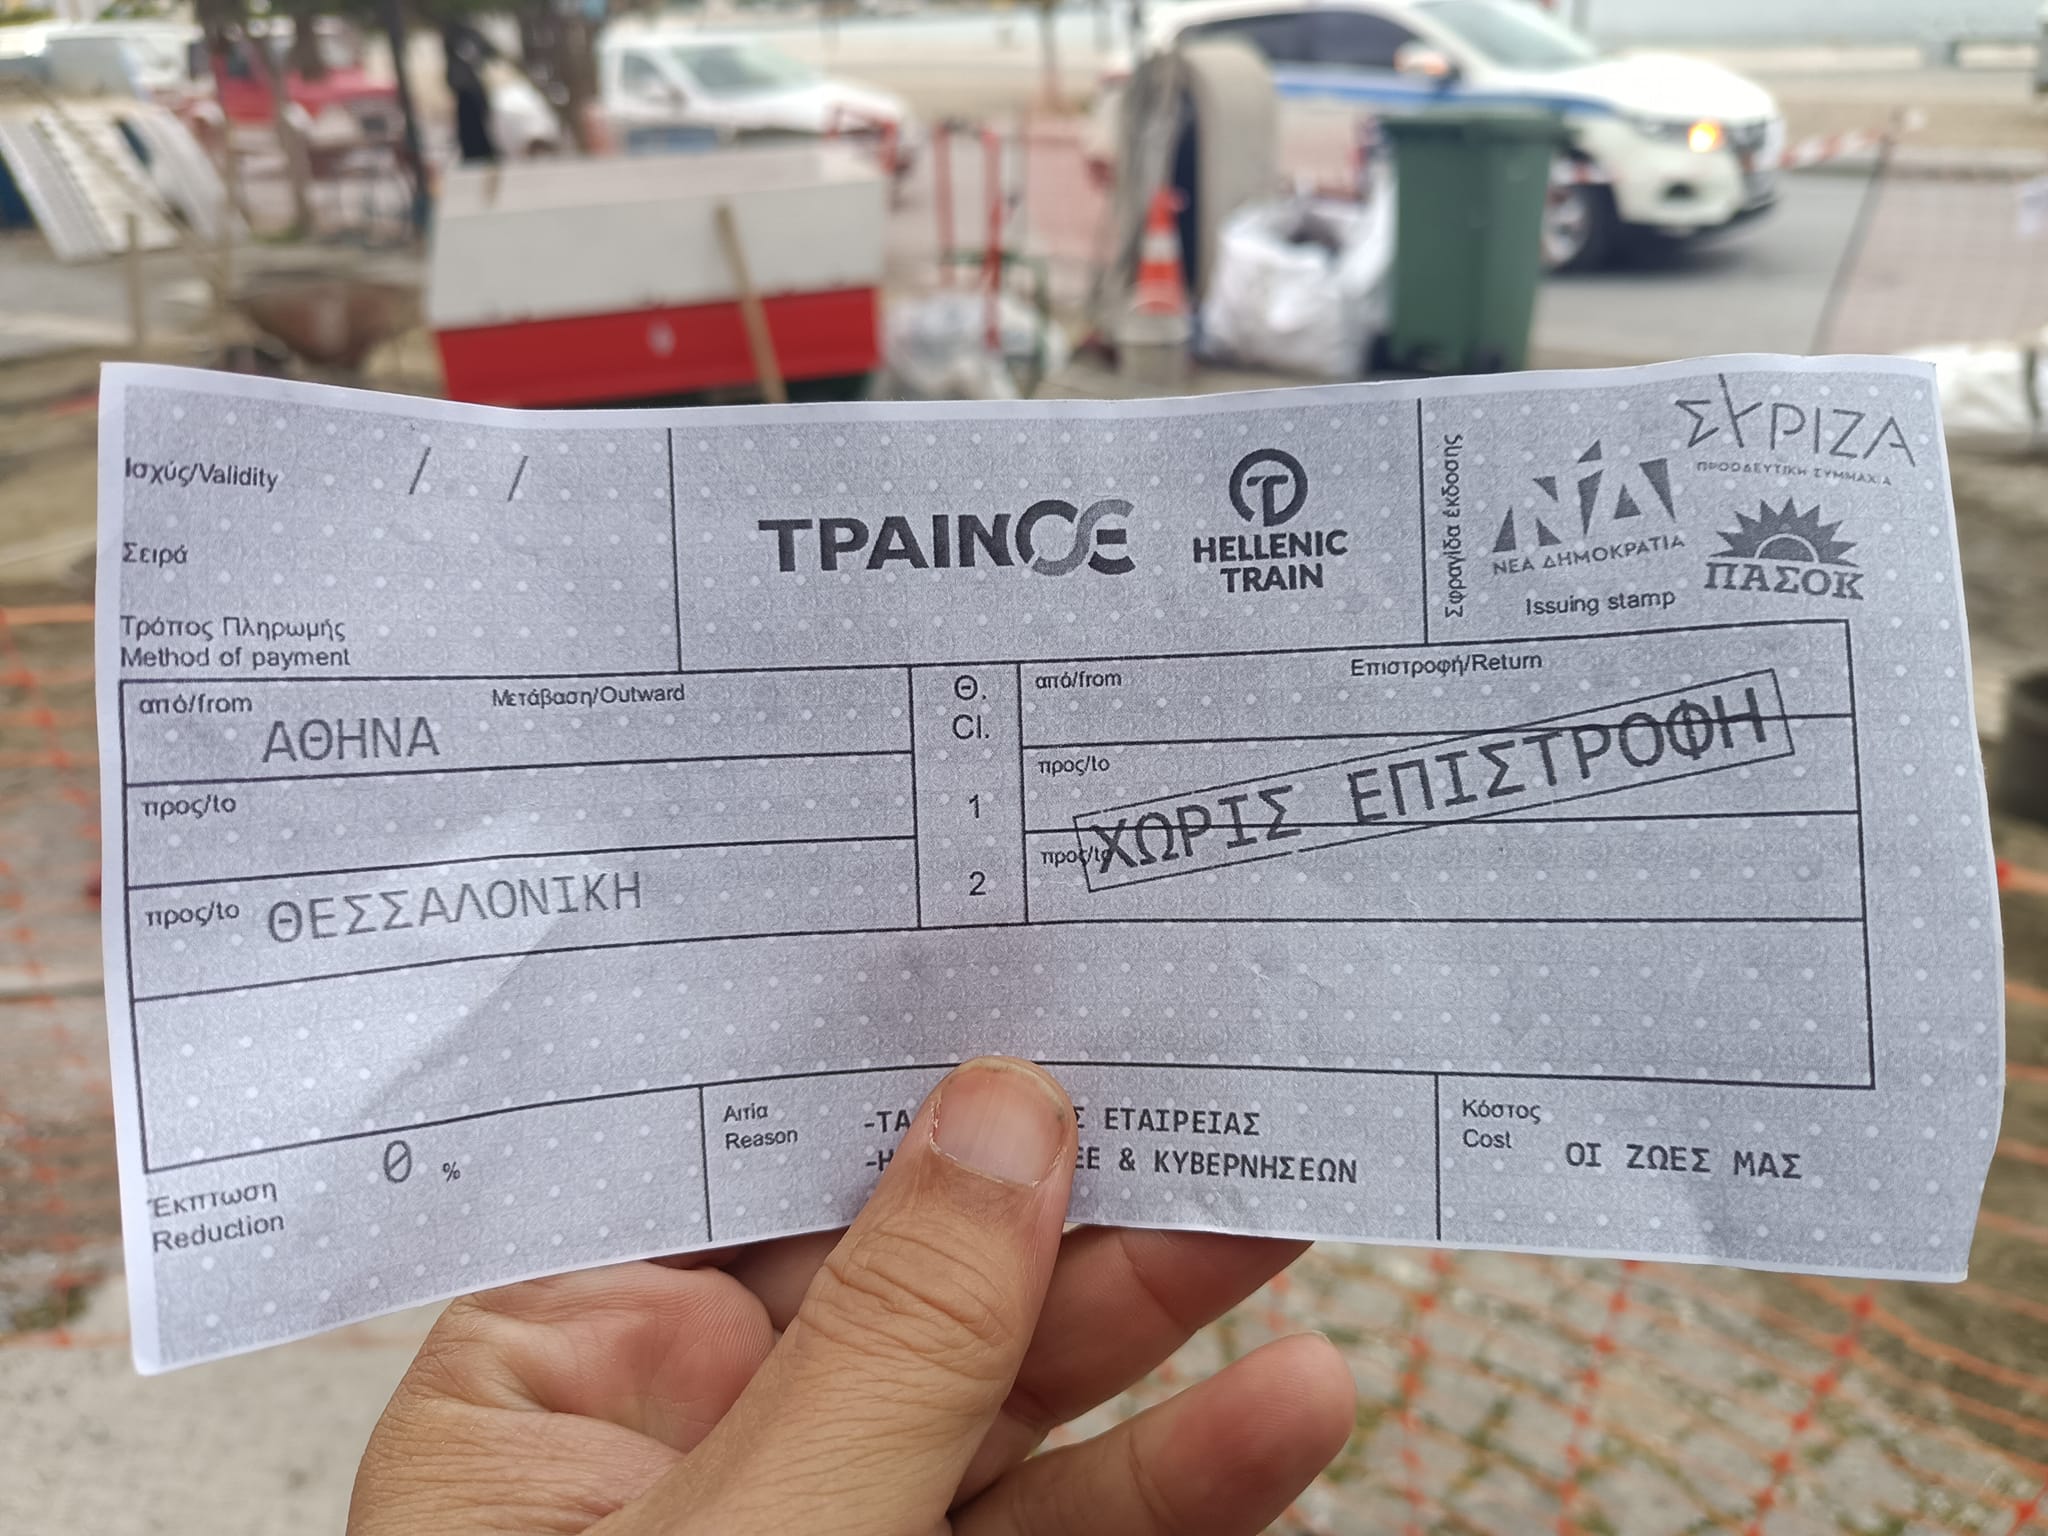 Ισχύς/Validity / /
Σειρά
Τρόπος Πληρωμής
Method of payment
ΤΡΑΙΝΟΣΕ
HELLENIC
TRAIN
Σφραγίδα έκδοσης
ΣΥΡΙΖΑ
ΠΡΟΟΔΕΥΤΙΚΗ ΣΥΜΜΑΧΙΑ
ΝΔ
ΝΕΑ ΔΗΜΟΚΡΑΤΙΑ
ΠΑΣΟΚ
Issuing stamp
από/from Μετάβαση/Outward
ΑΘΗΝΑ
προς/to
προς/to ΘΕΣΣΑΛΟΝΙΚΗ
Θ.
Cl.
1
2
από/from Επιστροφή/Return
προς/to
προς/to
ΧΩΡΙΣ ΕΠΙΣΤΡΟΦΗ
0 %
Έκπτωση
Reduction
Αιτία
Reason
-ΤΑ ΕΤΑΙΡΕΙΑΣ
& ΚΥΒΕΡΝΗΣΕΩΝ
Κόστος
Cost
ΟΙ ΖΩΕΣ ΜΑΣ